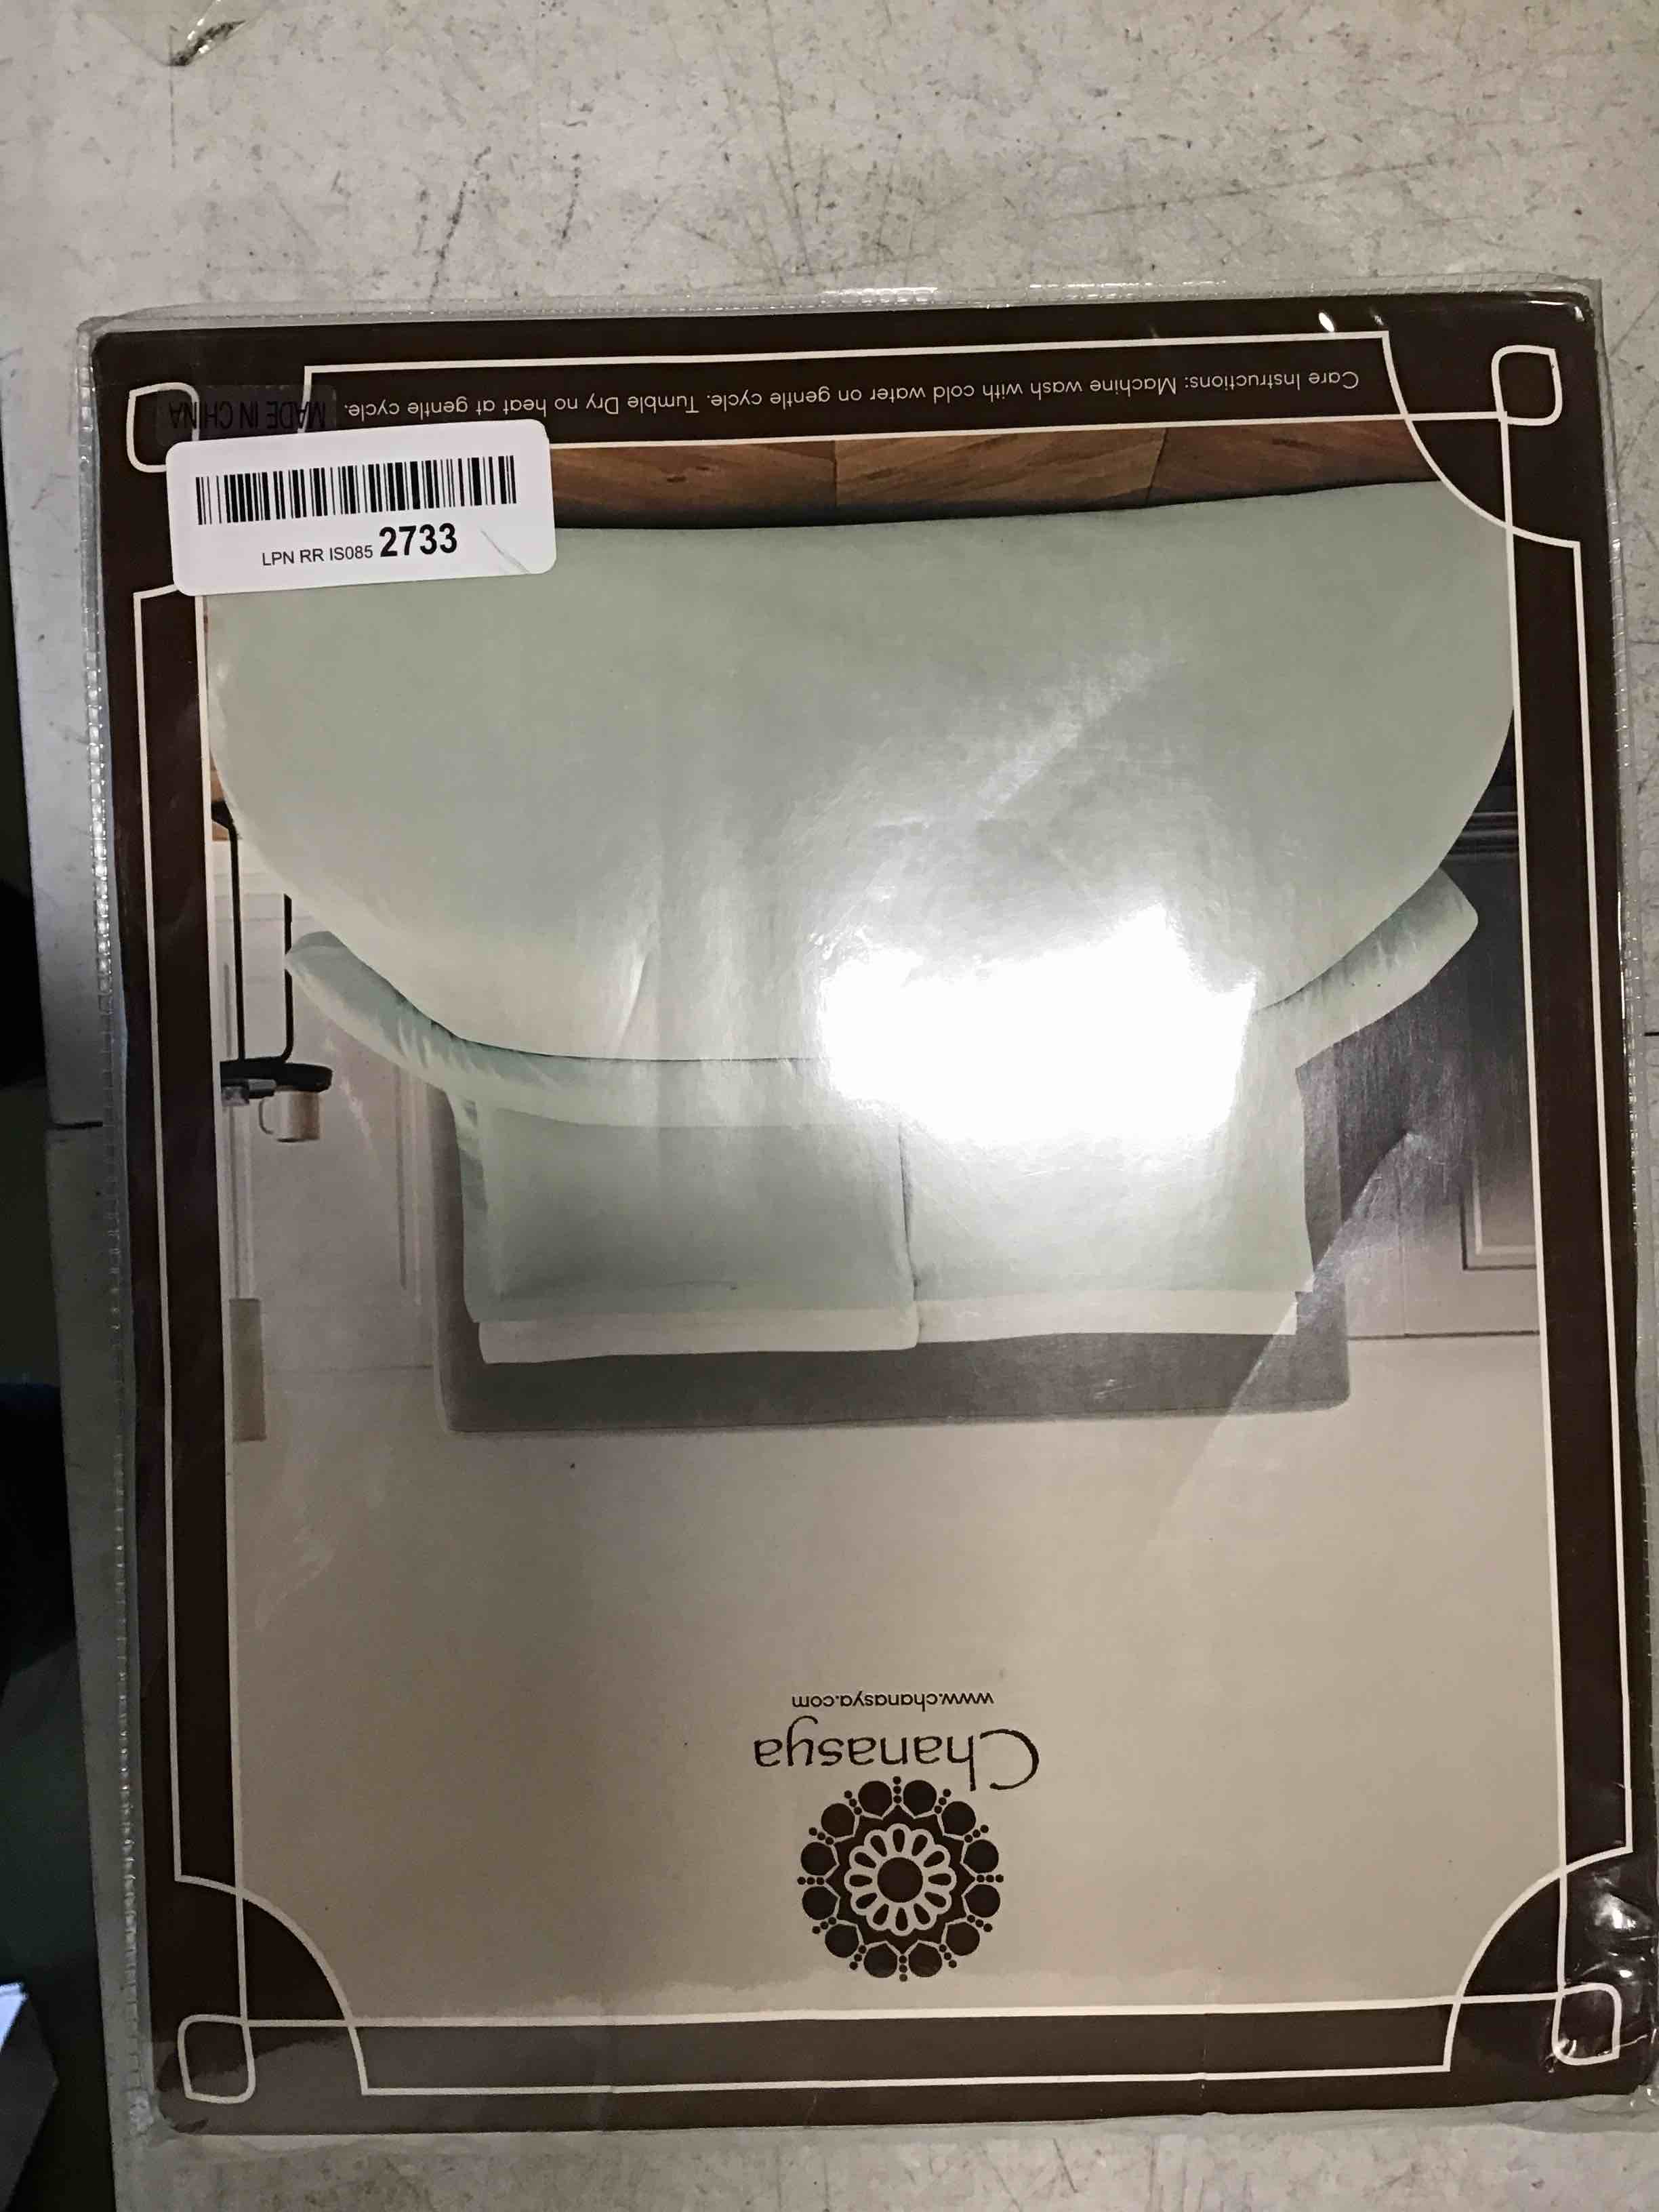 Chanasya
www.chanasya.com
Care Instructions: Machine wash with cold water on gentle cycle. Tumble Dry no heat at gentle cycle.
MADE IN CHINA
LPN RR IS085 2733